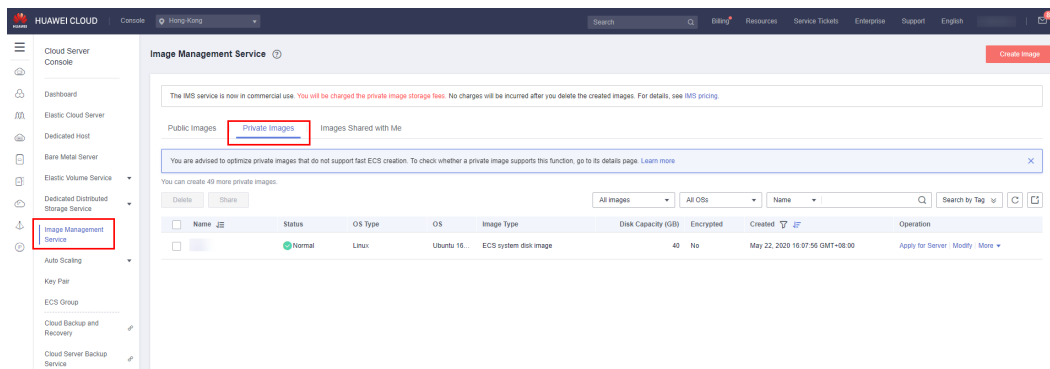 HUAWEI
HUAWEI CLOUD Console Hong-Kong Search Billing Resources Service Tickets Enterprise Support English
Cloud Server
Console
Dashboard
Elastic Cloud Server
Dedicated Host
Bare Metal Server
Elastic Volume Service
Dedicated Distributed
Storage Service
Image Management
Service
Auto Scaling
Key Pair
ECS Group
Cloud Backup and
Recovery
Cloud Server Backup
Service
Image Management Service
Create Image
The IMS service is now in commercial use. You will be charged the private image storage fees. No charges will be incurred after you delete the created images. For details, see IMS pricing.
Public Images Private Images Images Shared with Me
You are advised to optimize private images that do not support fast ECS creation. To check whether a private image supports this function, go to its details page. Learn more
You can create 49 more private images.
Delete Share All images All OSs Name Search by Tag
Name Status OS Type OS Image Type Disk Capacity (GB) Encrypted Created Operation
Normal Linux Ubuntu 16... ECS system disk image 40 No May 22, 2020 16:07:56 GMT+08:00 Apply for Server Modify More